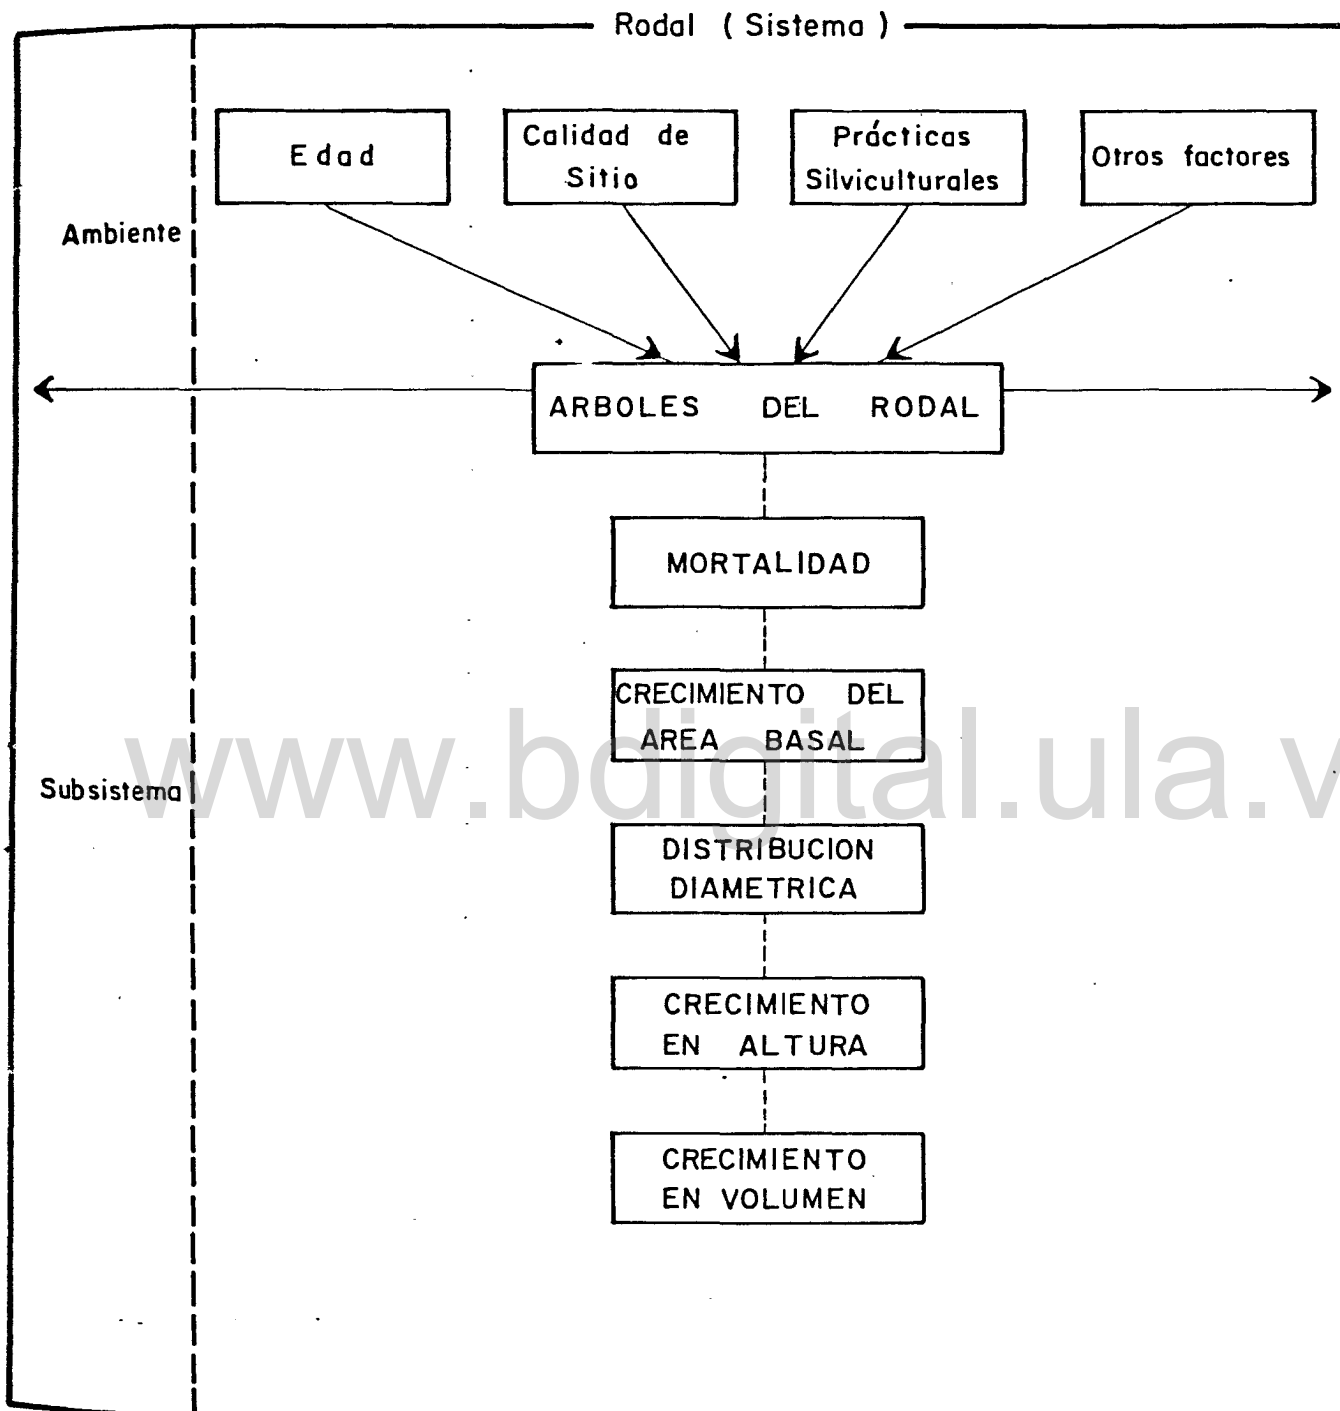 Rodal ( Sistema )
Edad
Calidad de
Sitio
Prácticas
Silviculturales
Otros factores
Ambiente
ARBOLES DEL RODAL
MORTALIDAD
CRECIMIENTO DEL
AREA BASAL
www.bdigital.ula.v
Subsistema
DISTRIBUCION
DIAMETRICA
CRECIMIENTO
EN ALTURA
CRECIMIENTO
EN VOLUMEN